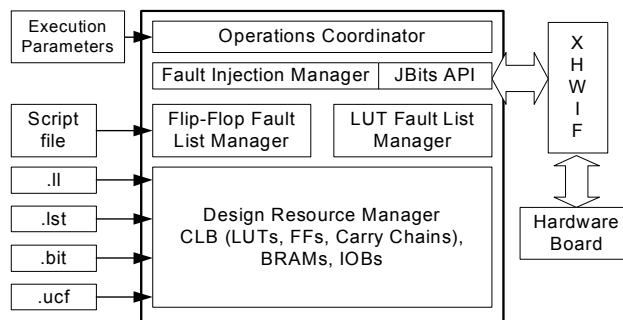 Execution
Parameters
Operations Coordinator
Fault Injection Manager
JBits API
X
H
W
I
F
Script
file
Flip-Flop Fault
List Manager
LUT Fault List
Manager
.ll
.lst
.bit
.ucf
Design Resource Manager
CLB (LUTs, FFs, Carry Chains),
BRAMs, IOBs
Hardware
Board